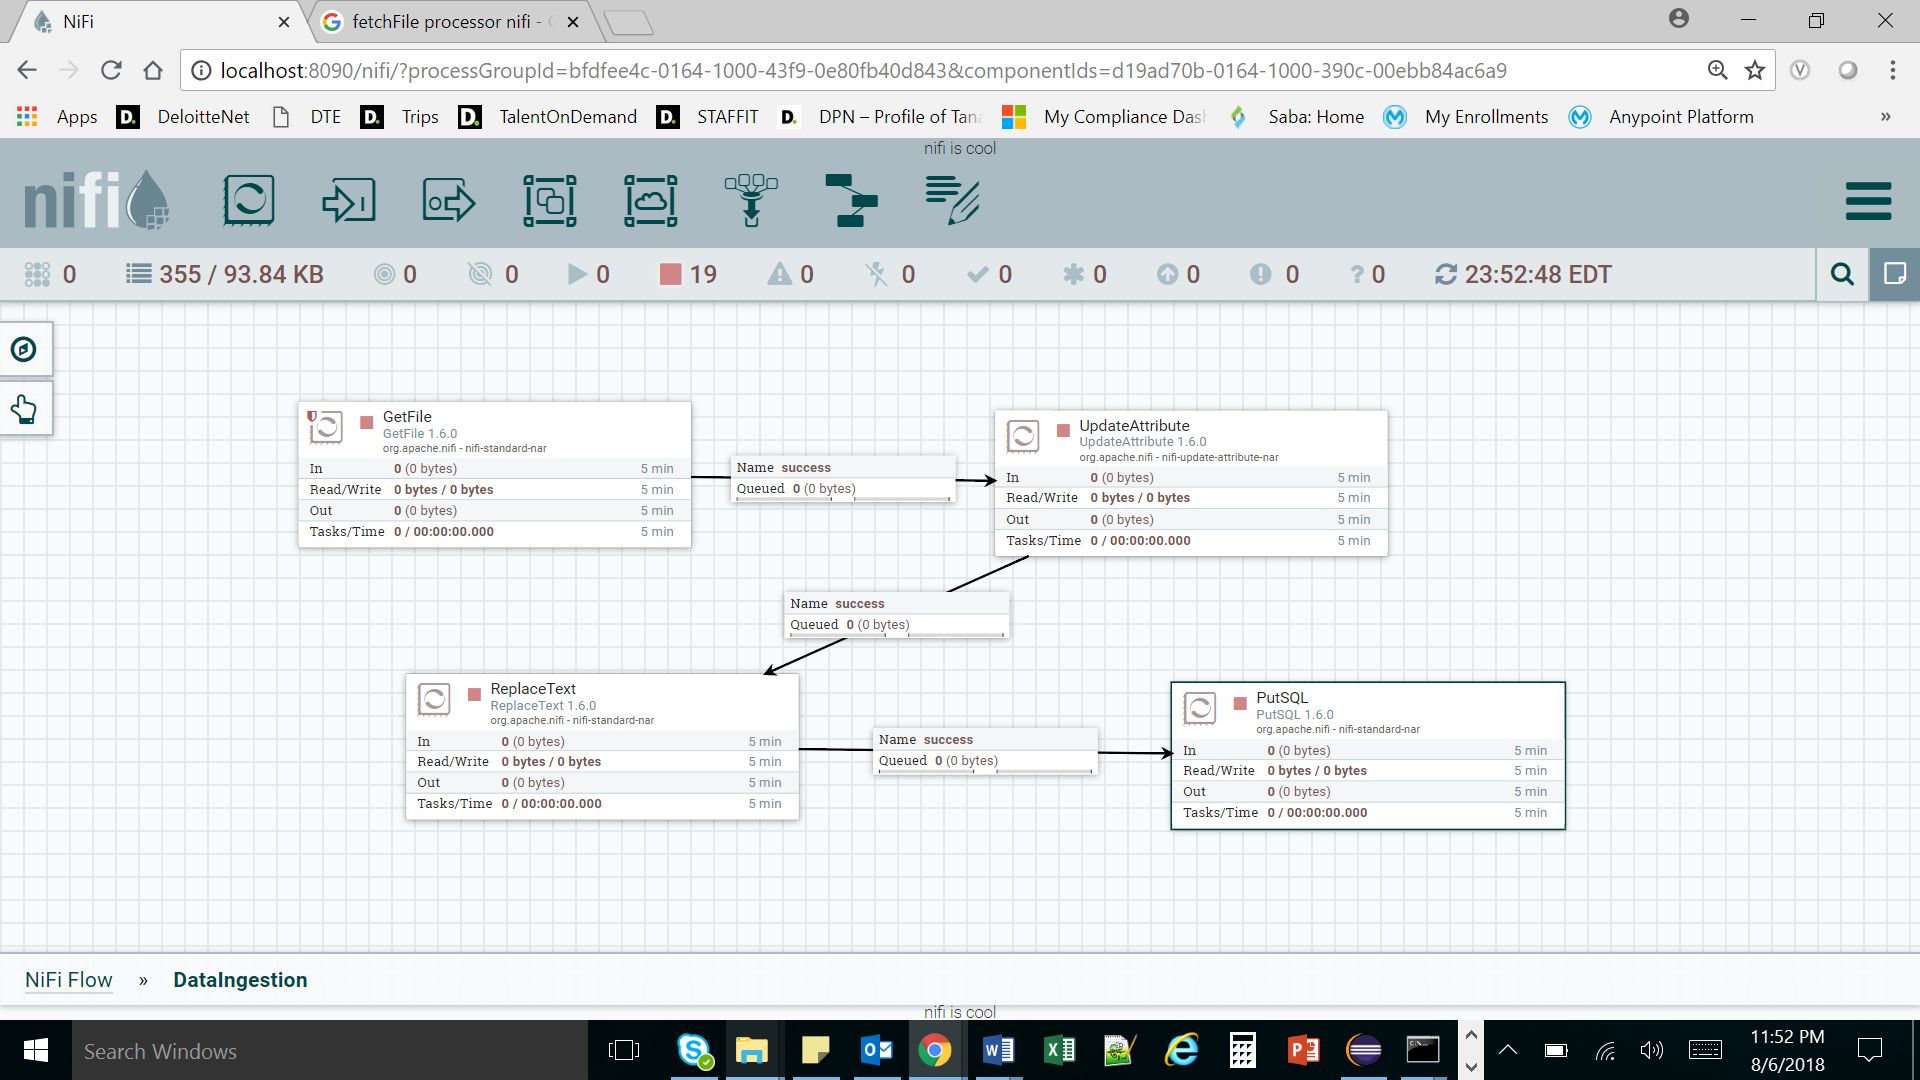 NiFi
fetchFile processor nifi -
localhost:8090/nifi/?processGroupId=bfdfee4c-0164-1000-43f9-0e80fb40d843&componentIds=d19ad70b-0164-1000-390c-00ebb84ac6a9
Apps D. DeloitteNet DTE D. Trips D. TalentOnDemand D. STAFFIT D. DPN – Profile of Tana My Compliance Dash Saba: Home My Enrollments Anypoint Platform »
nifi is cool
nifi
0 355 / 93.84 KB 0 0 0 19 0 0 0 0 0 0 ? 0 23:52:48 EDT
GetFile
GetFile 1.6.0
org.apache.nifi - nifi-standard-nar
In 0 (0 bytes) 5 min
Read/Write 0 bytes / 0 bytes 5 min
Out 0 (0 bytes) 5 min
Tasks/Time 0 / 00:00:00.000 5 min
Name success
Queued 0 (0 bytes)
UpdateAttribute
UpdateAttribute 1.6.0
org.apache.nifi - nifi-update-attribute-nar
In 0 (0 bytes) 5 min
Read/Write 0 bytes / 0 bytes 5 min
Out 0 (0 bytes) 5 min
Tasks/Time 0 / 00:00:00.000 5 min
Name success
Queued 0 (0 bytes)
ReplaceText
ReplaceText 1.6.0
org.apache.nifi - nifi-standard-nar
In 0 (0 bytes) 5 min
Read/Write 0 bytes / 0 bytes 5 min
Out 0 (0 bytes) 5 min
Tasks/Time 0 / 00:00:00.000 5 min
Name success
Queued 0 (0 bytes)
PutSQL
PutSQL 1.6.0
org.apache.nifi - nifi-standard-nar
In 0 (0 bytes) 5 min
Read/Write 0 bytes / 0 bytes 5 min
Out 0 (0 bytes) 5 min
Tasks/Time 0 / 00:00:00.000 5 min
NiFi Flow » DataIngestion
nifi is cool
Search Windows
11:52 PM
8/6/2018